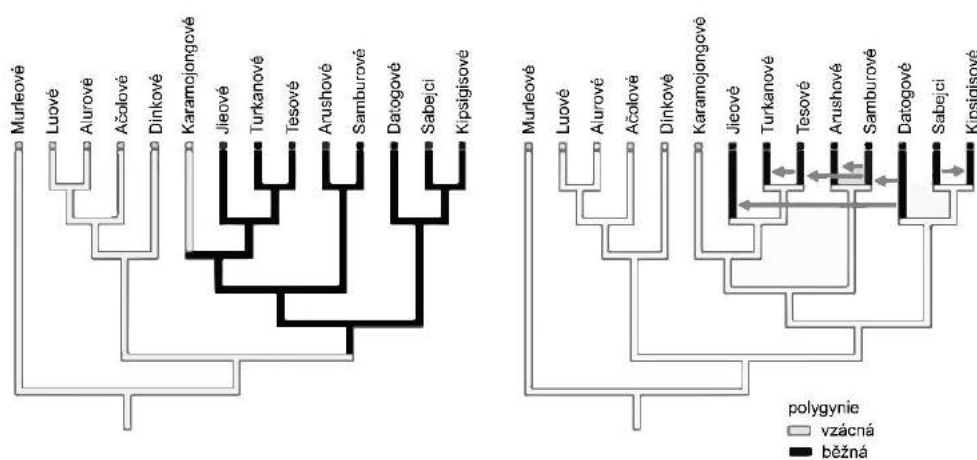 Murleové
Luové
Alurové
Ačolové
Dinkové
Karamojongové
Jieové
Turkanové
Tesové
Arushové
Samburové
Datogové
Sabejci
Kipsigisové
Murleové
Luové
Alurové
Ačolové
Dinkové
Karamojongové
Jieové
Turkanové
Tesové
Arushové
Samburové
Datogové
Sabejci
Kipsigisové
polygynie
vzácná
běžná